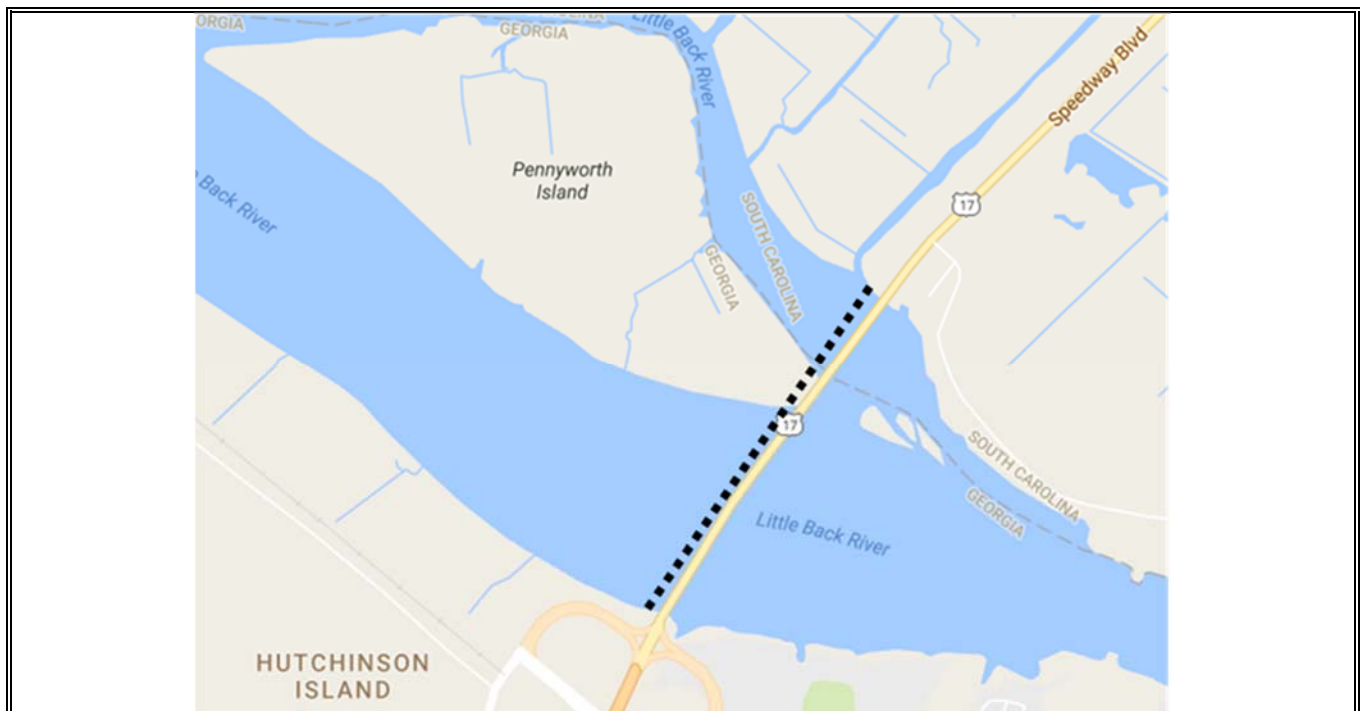 ORGIA
GEORGIA
Little Back River
Speedway Blvd
Pennyworth
Island
Back River
SOUTH CAROLINA
17
GEORGIA
17
SOUTH CAROLINA
Little Back River
GEORGIA
HUTCHINSON
ISLAND